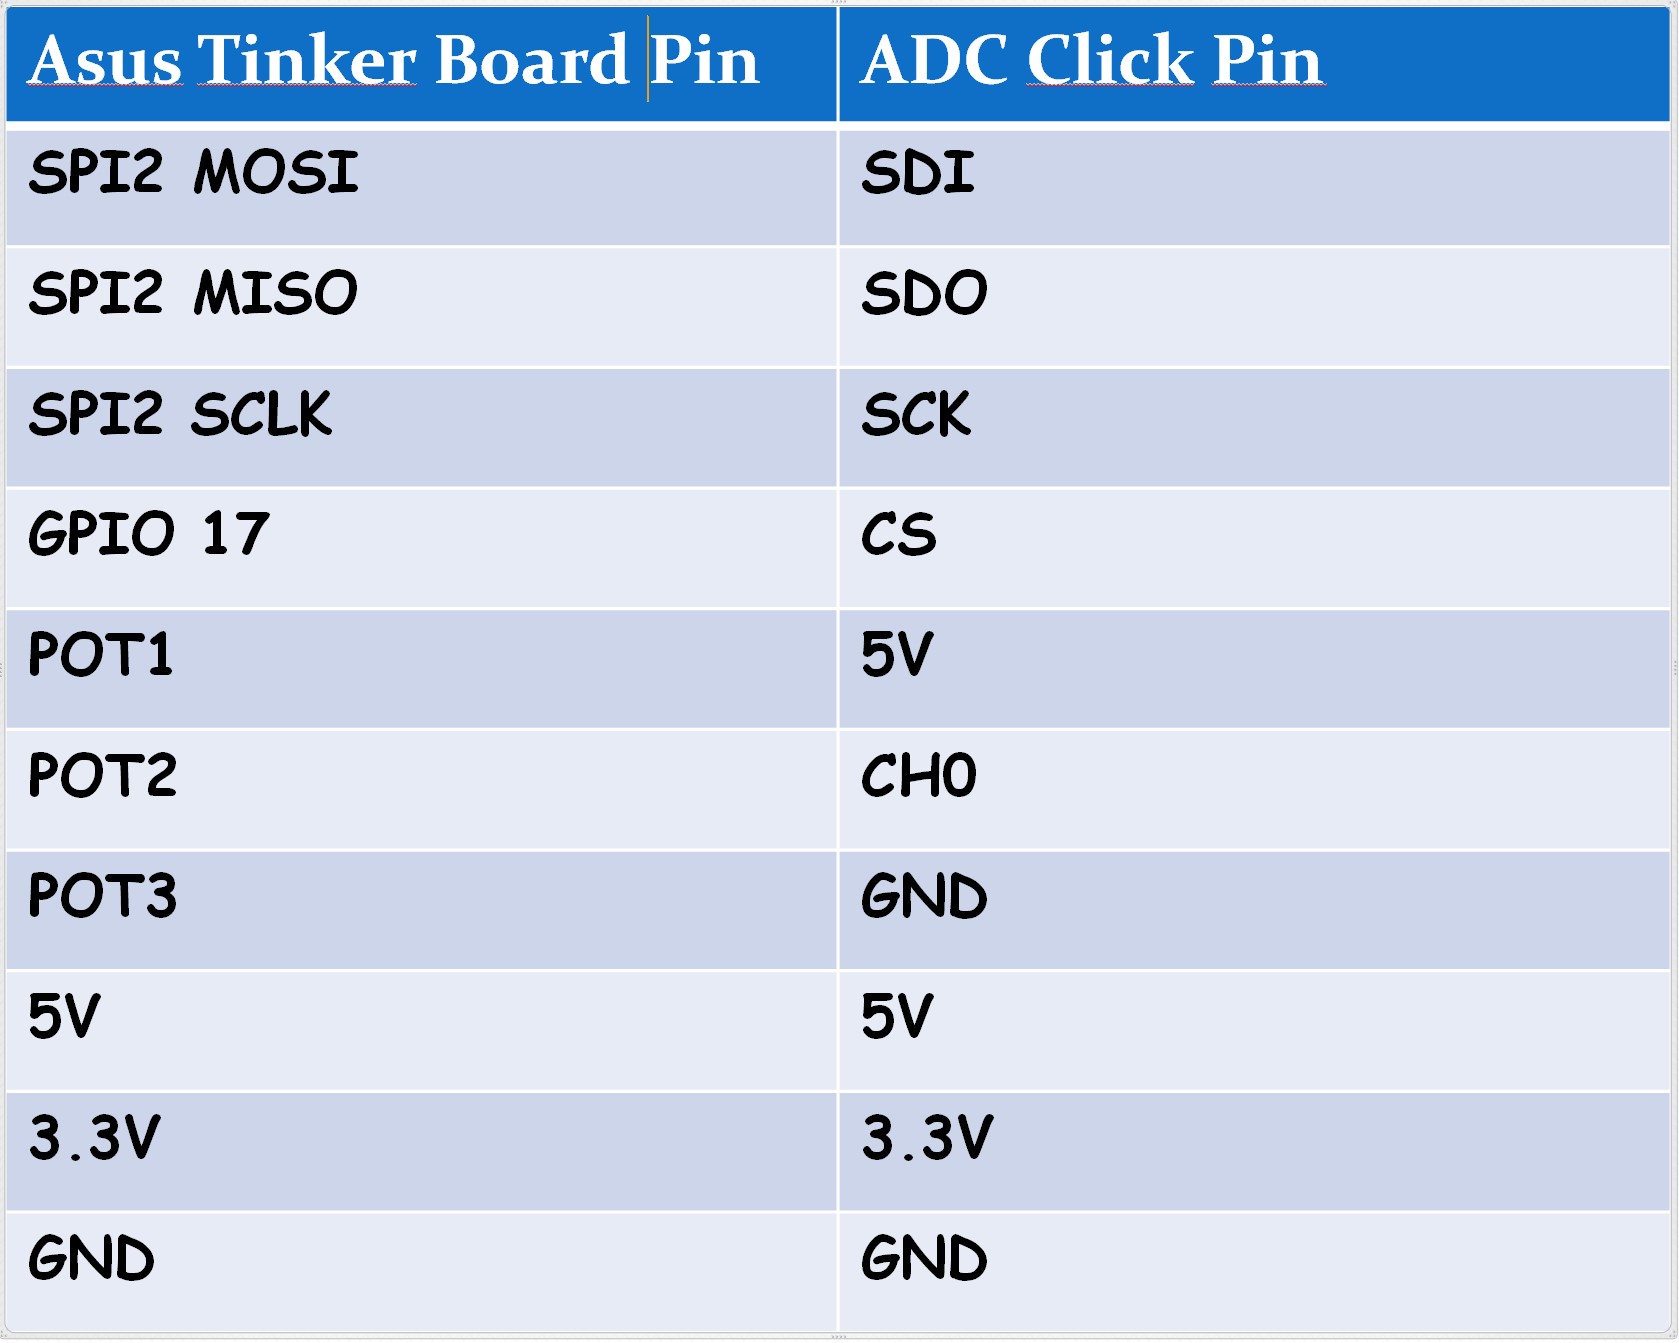 Asus Tinker Board Pin ADC Click Pin
SPI2 MOSI SDI
SPI2 MISO SDO
SPI2 SCLK SCK
GPIO 17 CS
POT1 5V
POT2 CH0
POT3 GND
5V 5V
3.3V 3.3V
GND GND